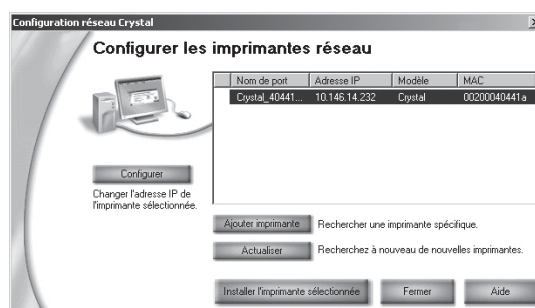 Configuration réseau Crystal
Configurer les imprimantes réseau
Nom de port Adresse IP Modèle MAC
Crystal_40441... 10.146.14.232 Crystal 00200040441a
Configurer
Changer l'adresse IP de
l'imprimante sélectionnée.
Ajouter imprimante Rechercher une imprimante spécifique.
Actualiser Recherchez à nouveau de nouvelles imprimantes.
Installer l'imprimante sélectionnée Fermer Aide